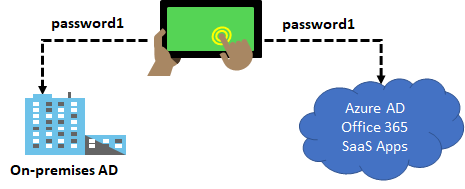 password1
password1
Azure AD
Office 365
SaaS Apps
On-premises AD